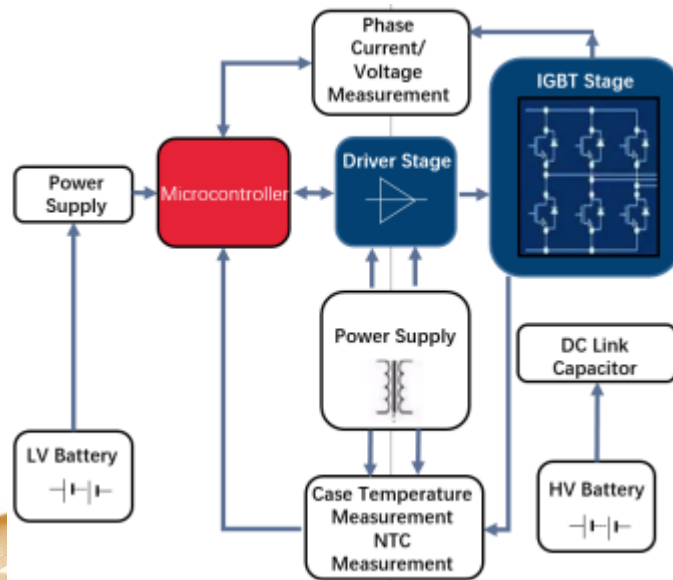 Phase
Current/
Voltage
Measurement
IGBT Stage
Driver Stage
Microcontroller
Power
Supply
Power Supply
DC Link
Capacitor
LV Battery
HV Battery
Case Temperature
Measurement
NTC
Measurement